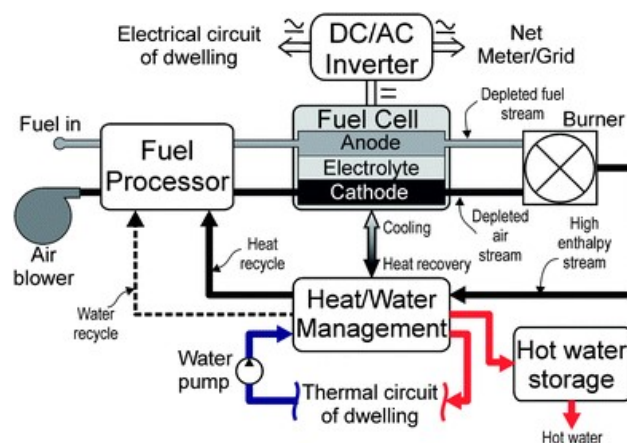 Electrical circuit
of dwelling
DC/AC
Inverter
Net
Meter/Grid
Fuel in
Fuel
Processor
Fuel Cell
Anode
Electrolyte
Cathode
Depleted fuel
stream
Burner
Air
blower
Heat
recycle
Cooling
Heat recovery
Depleted
air stream
High
enthalpy
stream
Water
recycle
Heat/Water
Management
Water
pump
Thermal circuit
of dwelling
Hot water
storage
Hot water